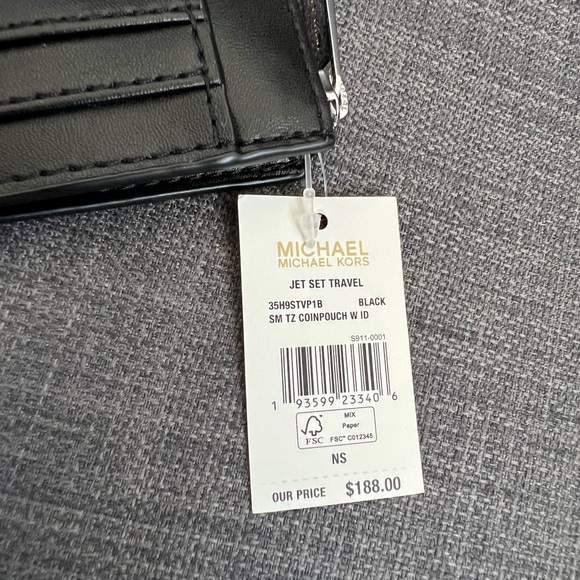 MICHAEL
MICHAEL KORS
JET SET TRAVEL
35H9STVP1B BLACK
SM TZ COINPOUCH W ID
S911-0001
1 93599 23340 6
MIX
Paper
FSC
FSC™ C012345
NS
OUR PRICE $188.00